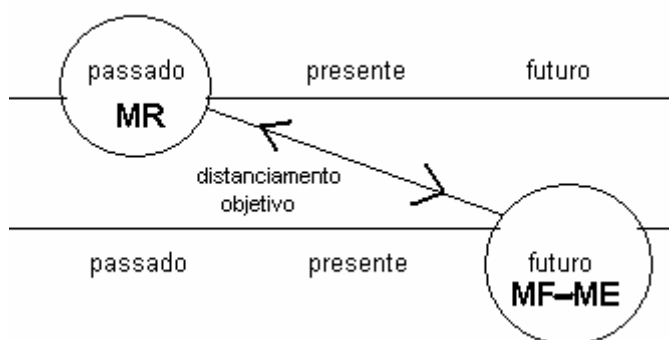 passado presente futuro
MR
distanciamento
objetivo
passado presente futuro
MF–ME